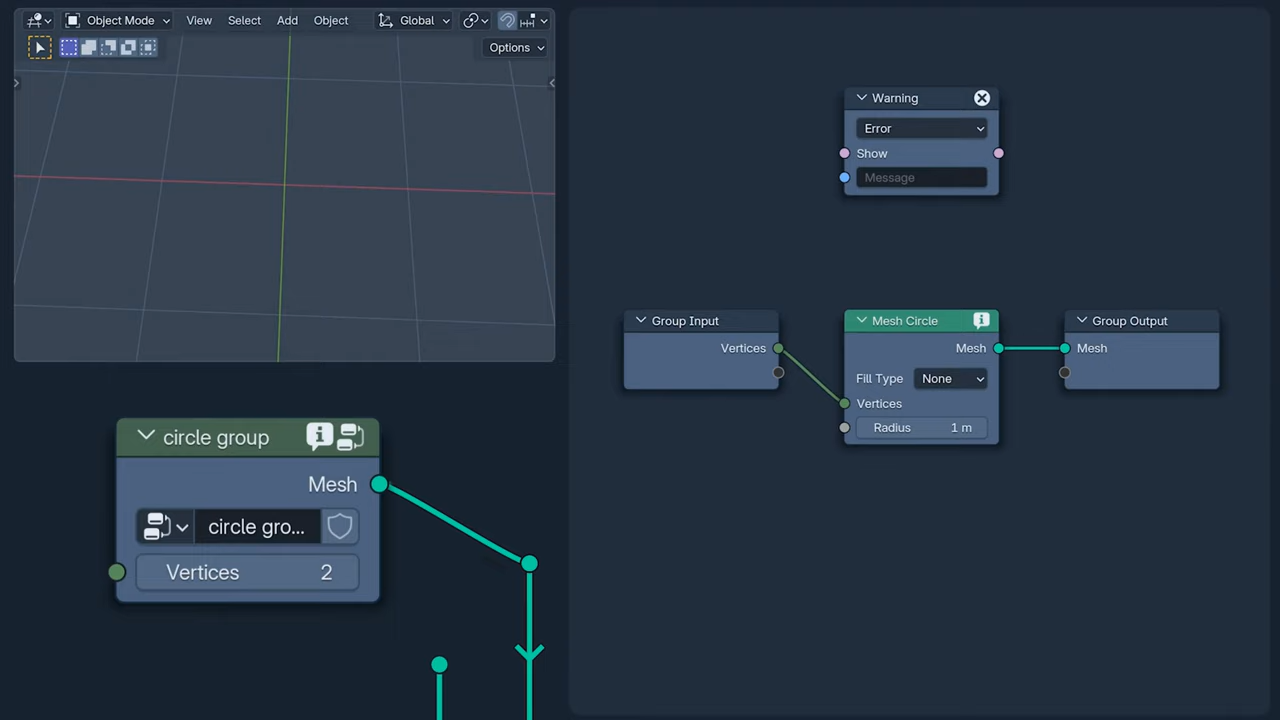 Object Mode View Select Add Object Global
Options
Warning
Error
Show
Message
Group Input
Vertices
Mesh Circle
Mesh
Fill Type None
Vertices
Radius 1 m
Group Output
Mesh
circle group
Mesh
circle gro...
Vertices 2